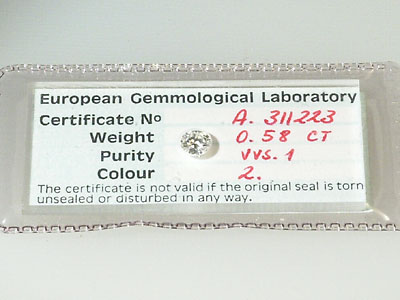 European Gemmological Laboratory
Certificate No A. 311223
Weight 0.58 CT
Purity VVS. 1
Colour 2.
The certificate is not valid if the original seal is torn
unsealed or disturbed in any way.